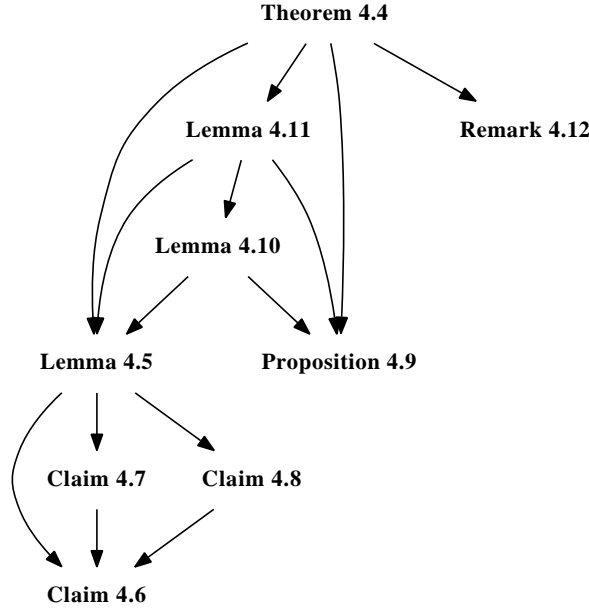 Theorem 4.4
Lemma 4.11
Remark 4.12
Lemma 4.10
Lemma 4.5
Proposition 4.9
Claim 4.7
Claim 4.8
Claim 4.6